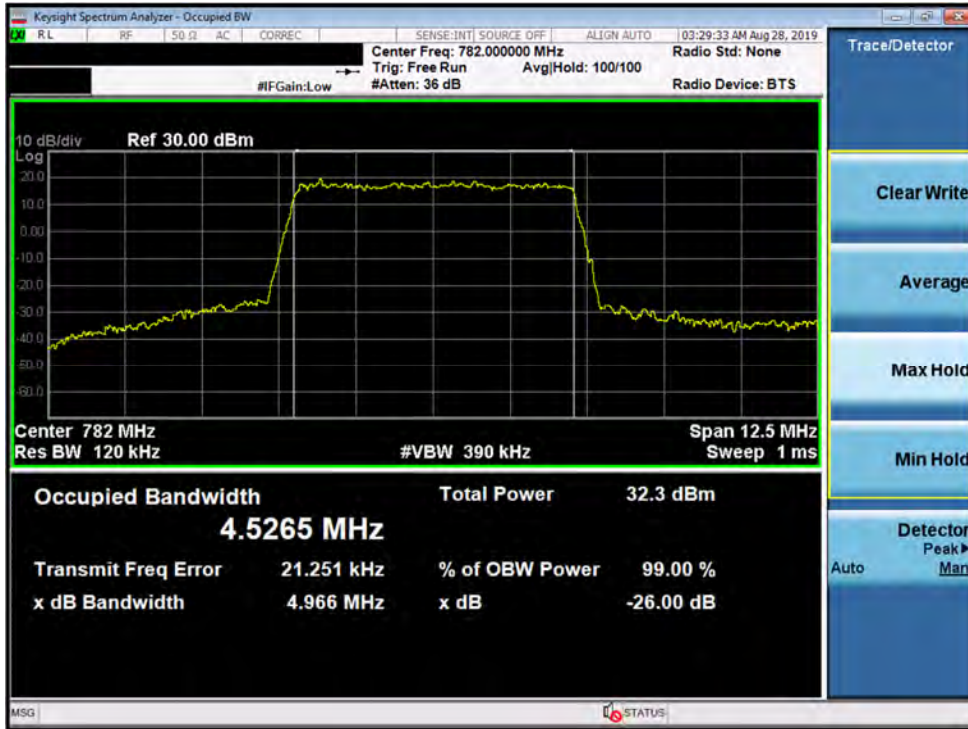 Keysight Spectrum Analyzer - Occupied BW
LXI RL RF 50 Ω AC CORREC SENSE:INT SOURCE OFF ALIGN AUTO 03:29:33 AM Aug 28, 2019
Center Freq: 782.000000 MHz Radio Std: None
Trig: Free Run Avg|Hold: 100/100
#IFGain:Low #Atten: 36 dB Radio Device: BTS
Trace/Detector
10 dB/div Ref 30.00 dBm
Log
20.0
10.0
0.00
-10.0
-20.0
-30.0
-40.0
-50.0
-60.0
Center 782 MHz Span 12.5 MHz
Res BW 120 kHz #VBW 390 kHz Sweep 1 ms
Occupied Bandwidth Total Power 32.3 dBm
4.5265 MHz
Transmit Freq Error 21.251 kHz % of OBW Power 99.00 %
x dB Bandwidth 4.966 MHz x dB -26.00 dB
Clear Write
Average
Max Hold
Min Hold
Detector
Peak▶
Auto Man
MSG STATUS